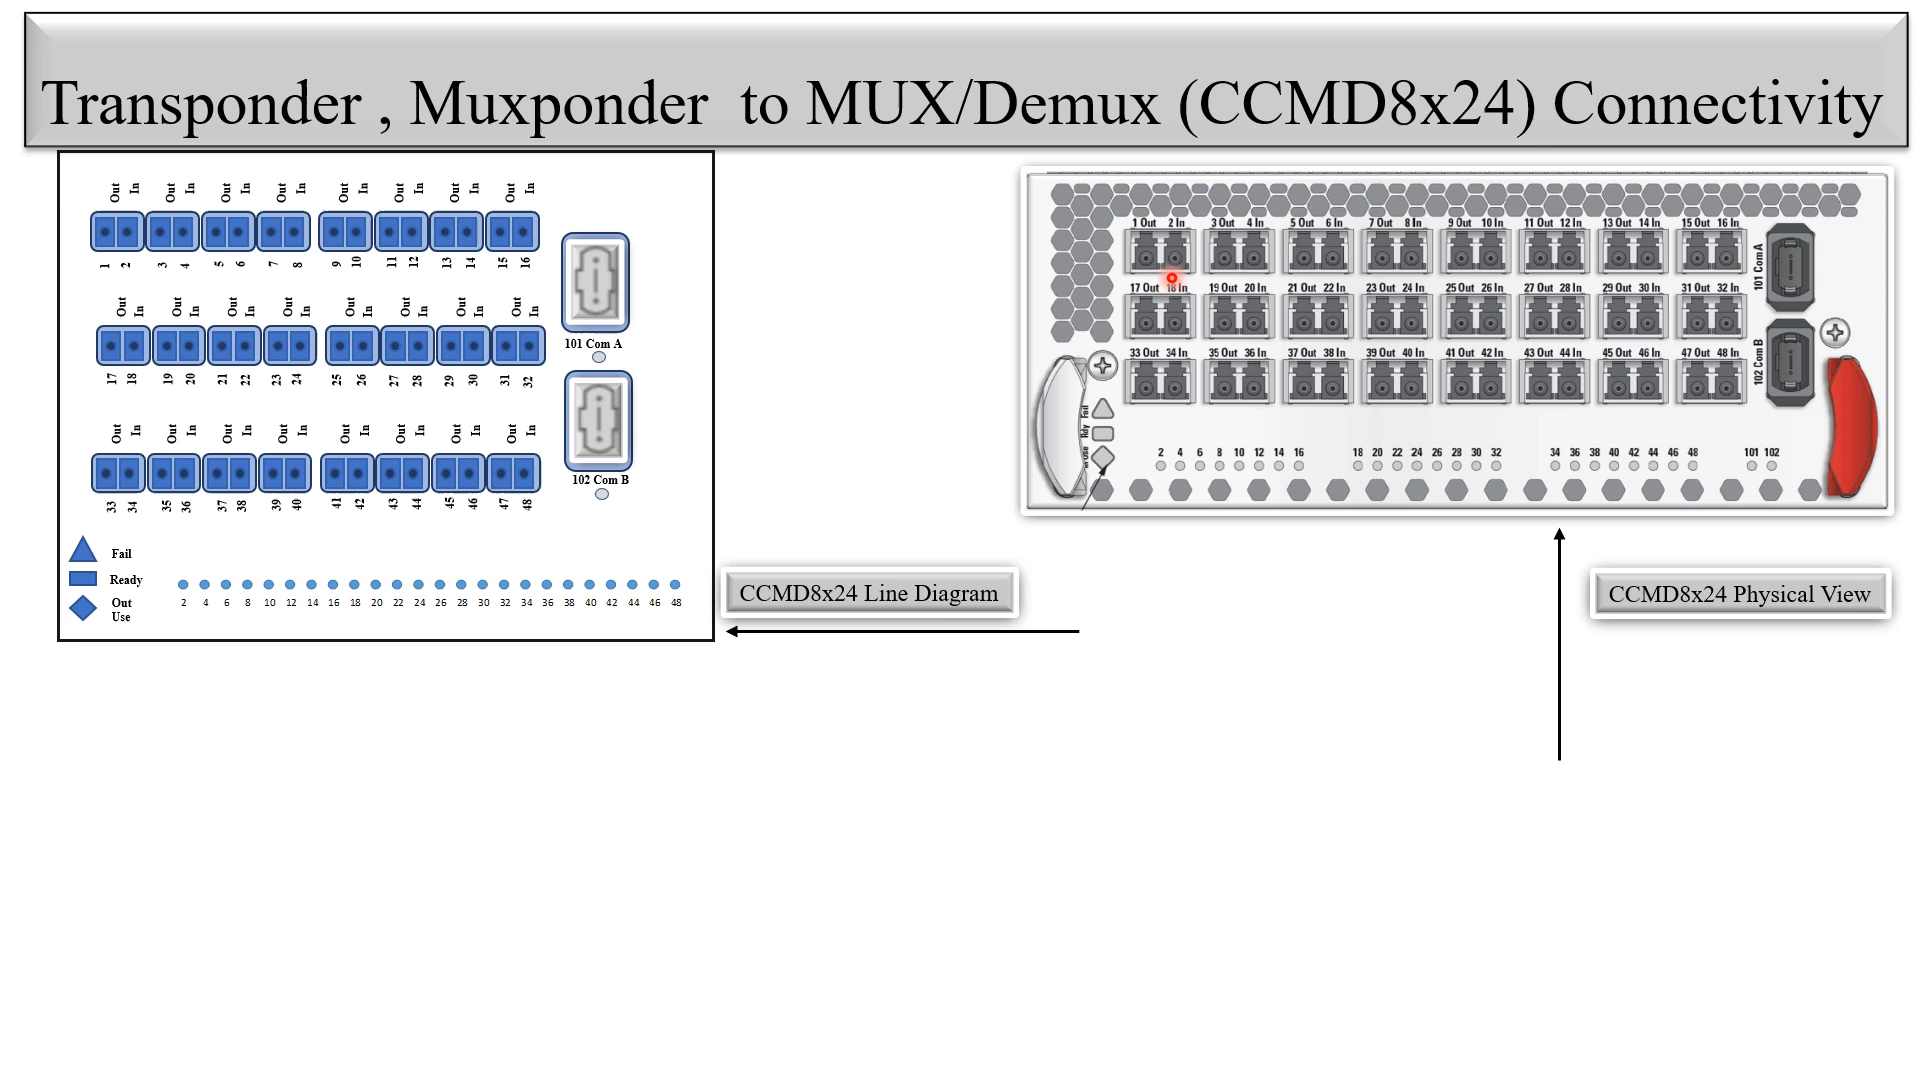 Transponder , Muxponder to MUX/Demux (CCMD8x24) Connectivity
Out In Out In Out In Out In Out In Out In Out In Out In
1 2 3 4 5 6 7 8 9 10 11 12 13 14 15 16
Out In Out In Out In Out In Out In Out In Out In Out In
101 Com A
17 18 19 20 21 22 23 24 25 26 27 28 29 30 31 32
Out In Out In Out In Out In Out In Out In Out In Out In
102 Com B
33 34 35 36 37 38 39 40 41 42 43 44 45 46 47 48
Fail
Ready
Out
Use
2 4 6 8 10 12 14 16 18 20 22 24 26 28 30 32 34 36 38 40 42 44 46 48
CCMD8x24 Line Diagram
1 Out 2 In 3 Out 4 In 5 Out 6 In 7 Out 8 In 9 Out 10 In 11 Out 12 In 13 Out 14 In 15 Out 16 In
101 Com A
17 Out 18 In 19 Out 20 In 21 Out 22 In 23 Out 24 In 25 Out 26 In 27 Out 28 In 29 Out 30 In 31 Out 32 In
102 Com B
33 Out 34 In 35 Out 36 In 37 Out 38 In 39 Out 40 In 41 Out 42 In 43 Out 44 In 45 Out 46 In 47 Out 48 In
Fail
Rdy
Use
2 4 6 8 10 12 14 16 18 20 22 24 26 28 30 32 34 36 38 40 42 44 46 48 101 102
CCMD8x24 Physical View